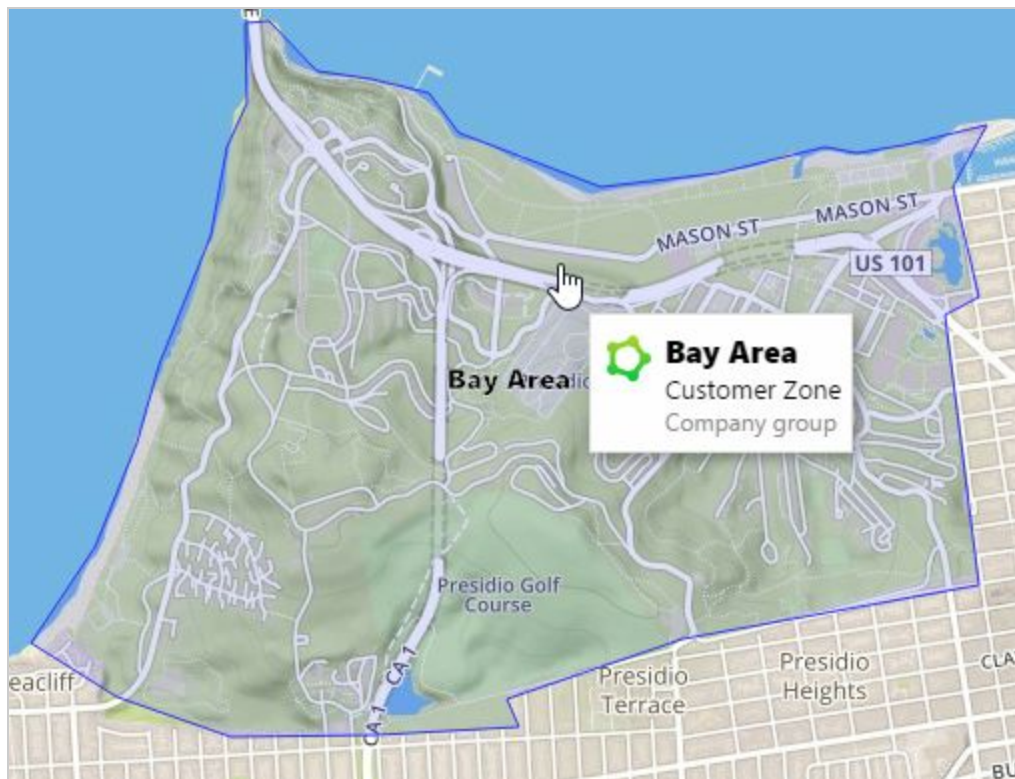 E
MASON ST
MASON ST
US 101
Bay Area
Customer Zone
Company group
Bay Area
Presidio Golf
Course
CA 1
CA 1
eacliff
Presidio
Terrace
Presidio
Heights
CLA
BU